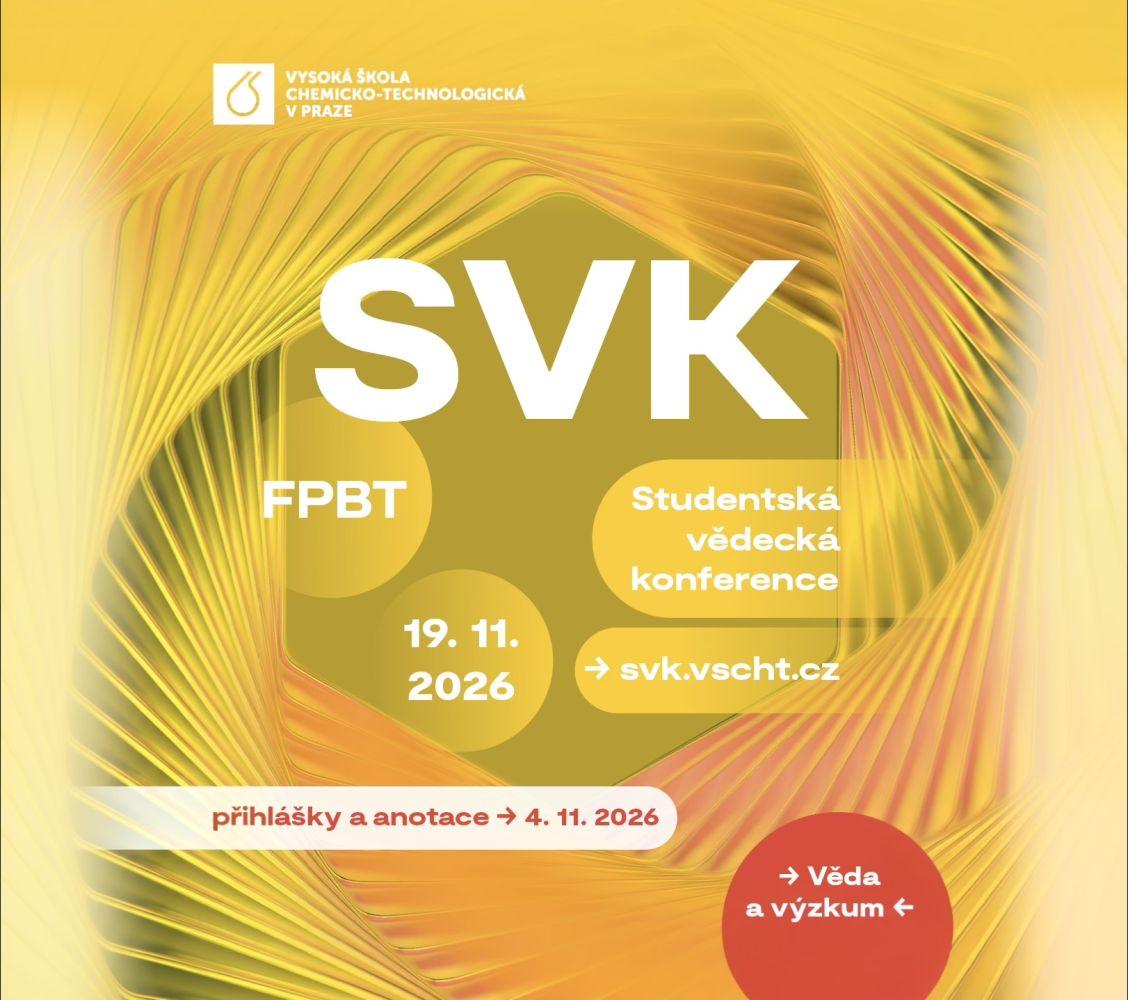 VYSOKÁ ŠKOLA
CHEMICKO-TECHNOLOGICKÁ
V PRAZE
SVK
FPBT
Studentská
vědecká
konference
19. 11.
2026
→ svk.vscht.cz
přihlášky a anotace → 4. 11. 2026
→ Věda
a výzkum ←